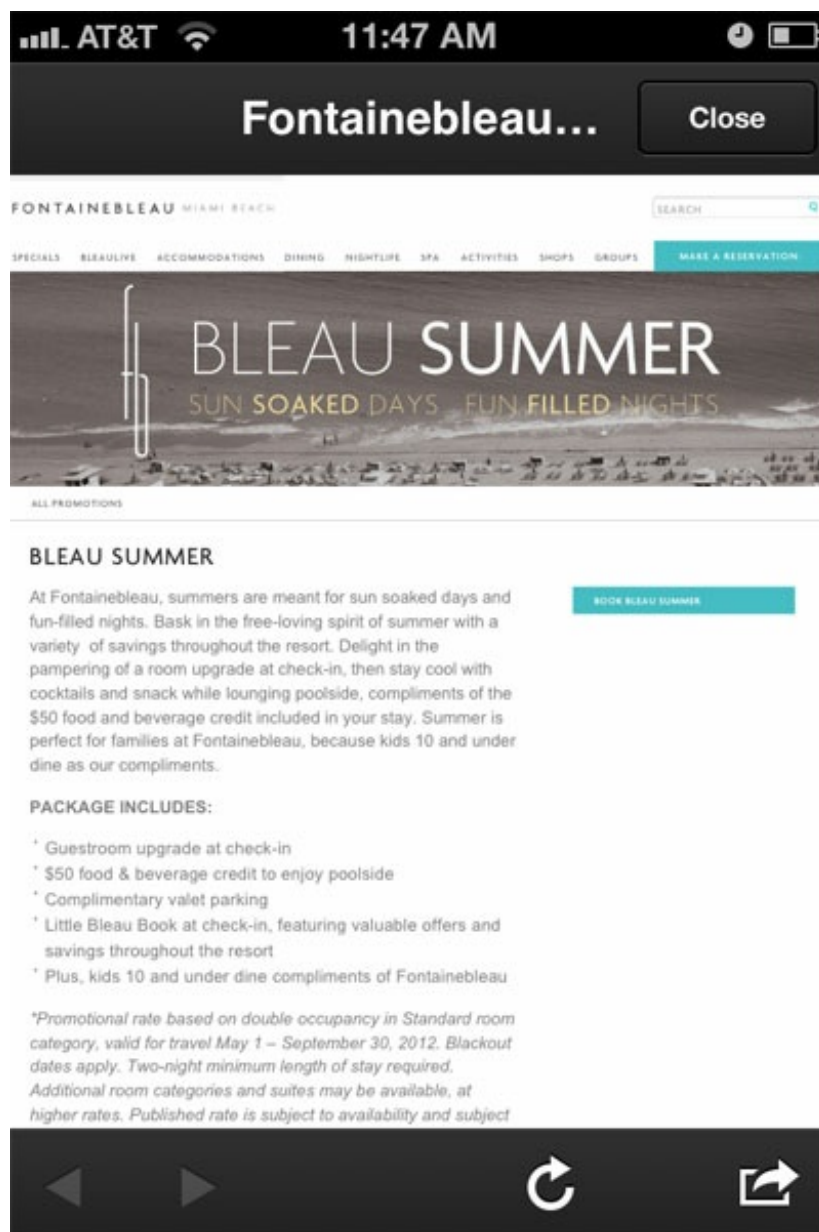 AT&T 11:47 AM
Fontainebleau... Close
FONTAINEBLEAU MIAMI BEACH
SEARCH
SPECIALS BLEAULIVE ACCOMMODATIONS DINING NIGHTLIFE SPA ACTIVITIES SHOPS GROUPS MAKE A RESERVATION
BLEAU SUMMER
SUN SOAKED DAYS FUN FILLED NIGHTS
ALL PROMOTIONS
BLEAU SUMMER
At Fontainebleau, summers are meant for sun soaked days and
fun-filled nights. Bask in the free-loving spirit of summer with a
variety of savings throughout the resort. Delight in the
pampering of a room upgrade at check-in, then stay cool with
cocktails and snack while lounging poolside, compliments of the
$50 food and beverage credit included in your stay. Summer is
perfect for families at Fontainebleau, because kids 10 and under
dine as our compliments.
BOOK BLEAU SUMMER
PACKAGE INCLUDES:
* Guestroom upgrade at check-in
* $50 food & beverage credit to enjoy poolside
* Complimentary valet parking
* Little Bleau Book at check-in, featuring valuable offers and
savings throughout the resort
* Plus, kids 10 and under dine compliments of Fontainebleau
*Promotional rate based on double occupancy in Standard room
category, valid for travel May 1 – September 30, 2012. Blackout
dates apply. Two-night minimum length of stay required.
Additional room categories and suites may be available, at
higher rates. Published rate is subject to availability and subject